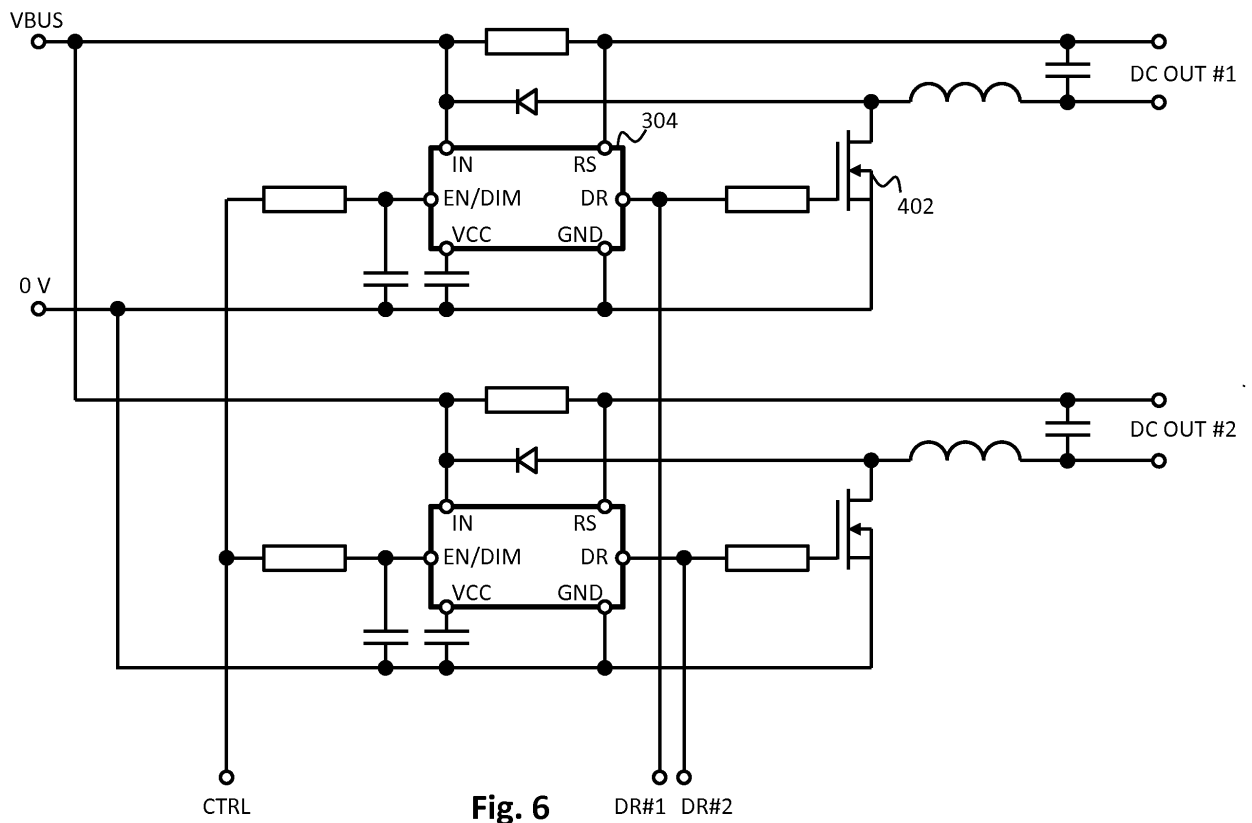 VBUS
DC OUT #1
304
IN
RS
EN/DIM
DR
402
VCC
GND
0 V
DC OUT #2
IN
RS
EN/DIM
DR
VCC
GND
CTRL
Fig. 6
DR#1
DR#2